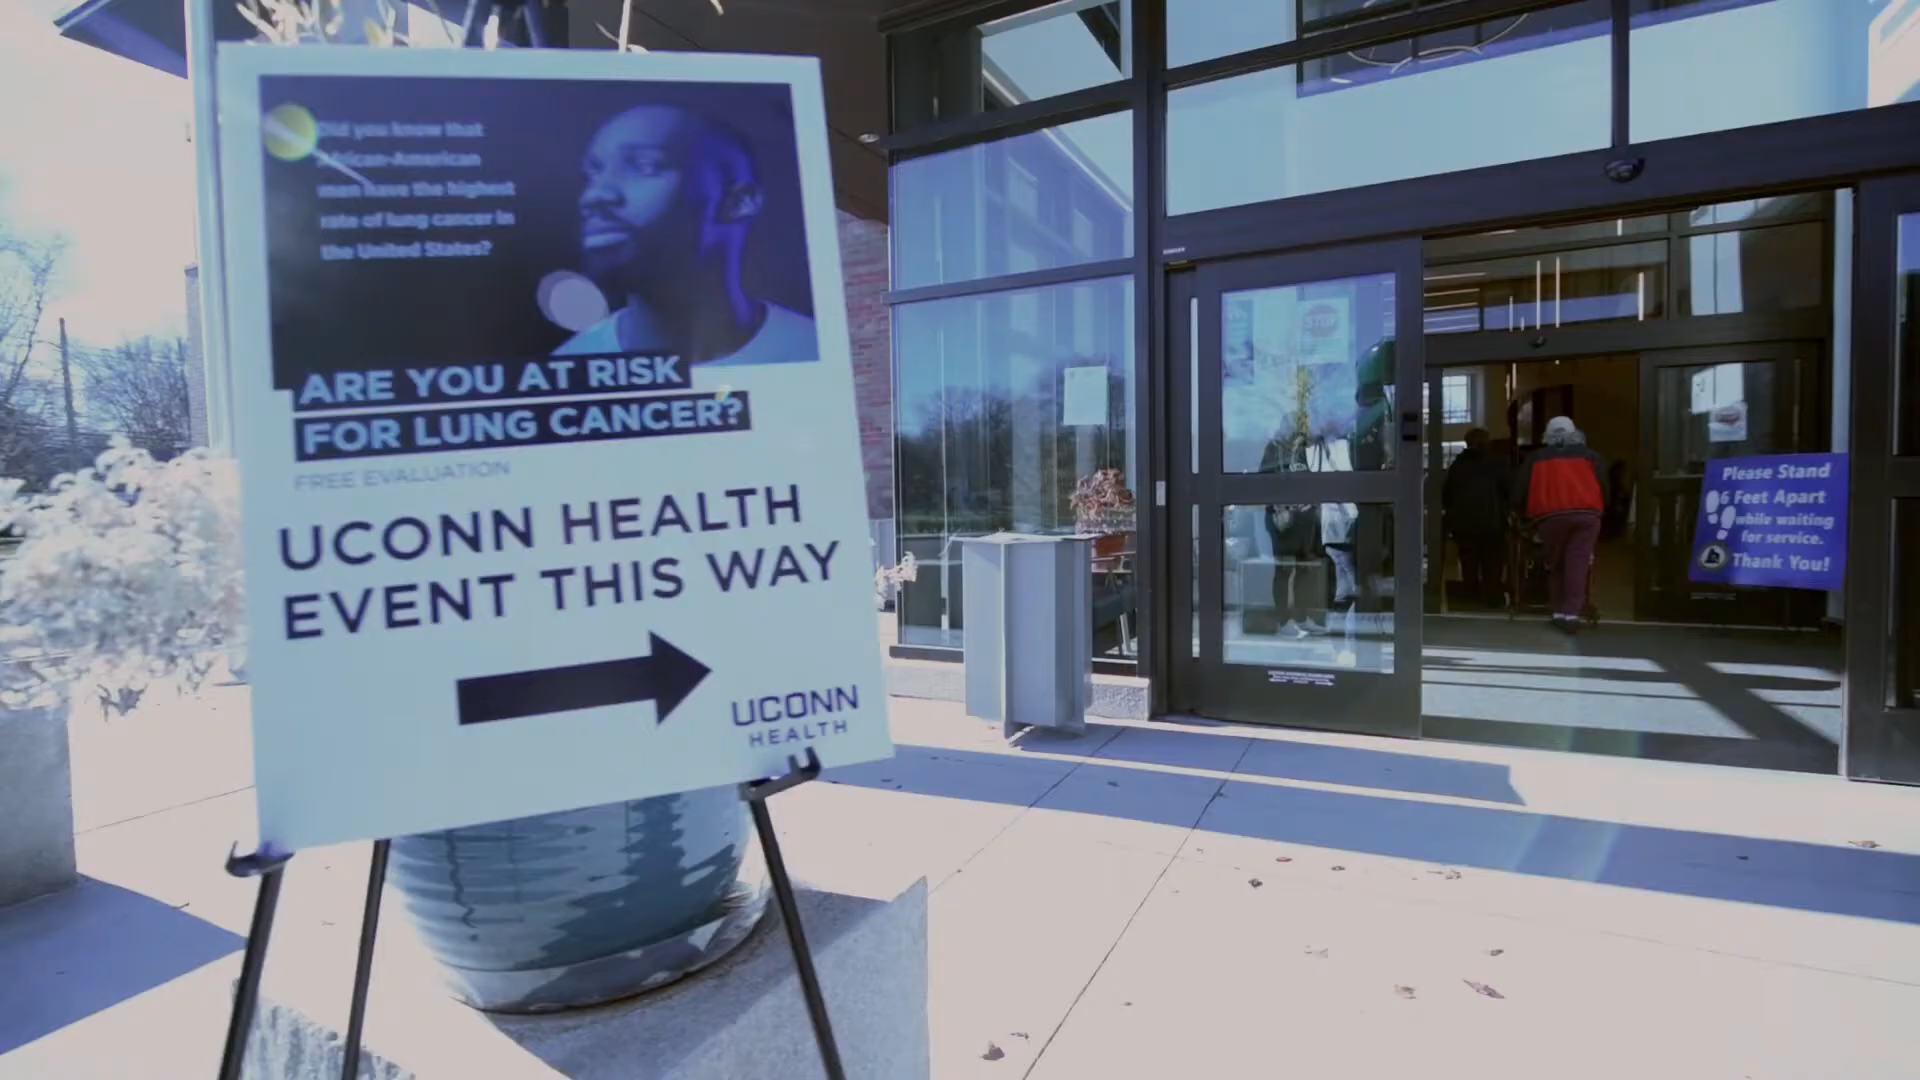 Did you know that
African-American
men have the highest
rate of lung cancer in
the United States?
ARE YOU AT RISK
FOR LUNG CANCER?
FREE EVALUATION
UCONN HEALTH
EVENT THIS WAY
UCONN
HEALTH
STOP
Please Stand
6 Feet Apart
while waiting
for service.
Thank You!